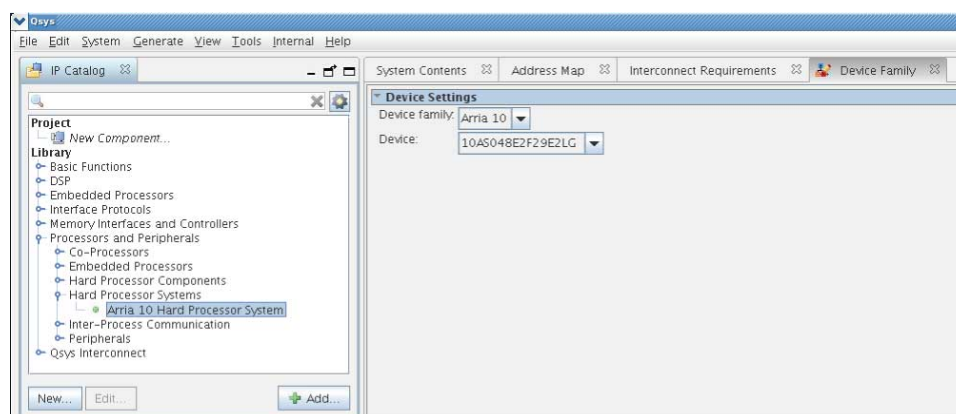 Qsys
File Edit System Generate View Tools Internal Help
IP Catalog
System Contents Address Map Interconnect Requirements Device Family
Project
New Component...
Library
Basic Functions
DSP
Embedded Processors
Interface Protocols
Memory Interfaces and Controllers
Processors and Peripherals
Co-Processors
Embedded Processors
Hard Processor Components
Hard Processor Systems
Arria 10 Hard Processor System
Inter-Process Communication
Peripherals
Qsys Interconnect
New... Edit... Add...
Device Settings
Device family: Arria 10
Device: 10AS048E2F29E2LG